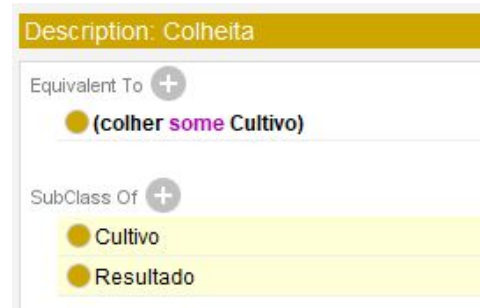 Description: Colheita
Equivalent To
(colher some Cultivo)
SubClass Of
Cultivo
Resultado